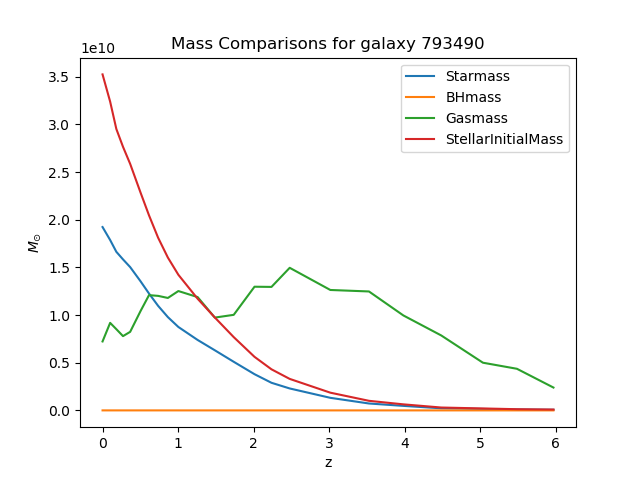 Mass Comparisons for galaxy 793490
1e10
Starmass
BHmass
Gasmass
StellarInitialMass
3.5
3.0
2.5
2.0
1.5
1.0
0.5
0.0
M⊙
0 1 2 3 4 5 6
z